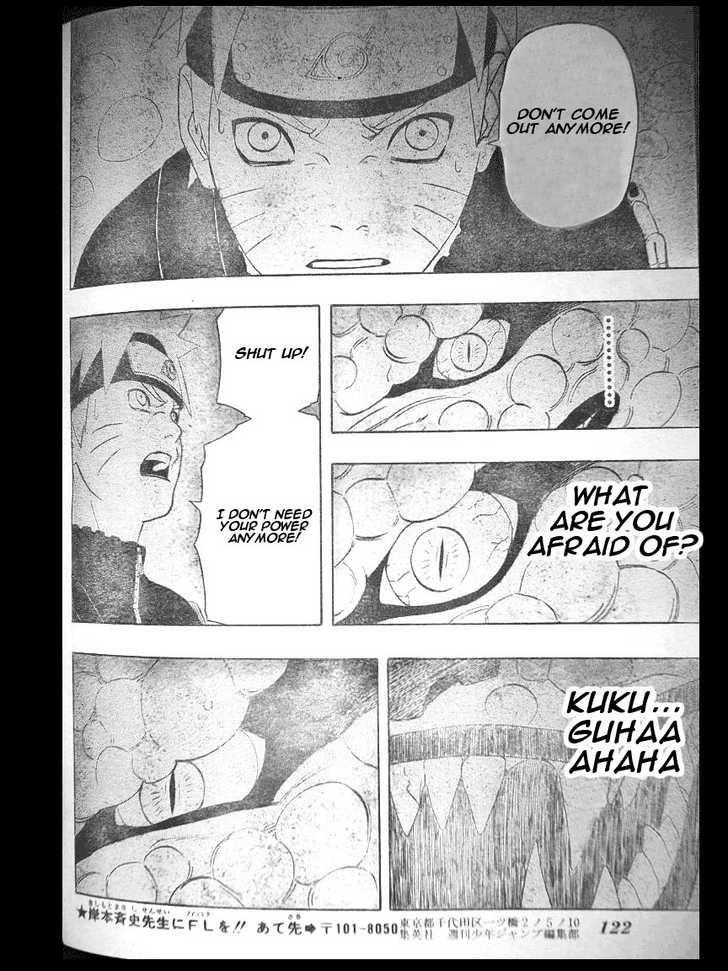 DON'T COME
OUT ANYMORE!
SHUT UP!
I DON'T NEED
YOUR POWER
ANYMORE!
WHAT
ARE YOU
AFRAID OF?
KUKU...
GUHAA
AHAHA
★岸本斉史先生にFLを!! あて先➡〒101-8050 東京都千代田区一ツ橋2ノ5ノ10
集英社 週刊少年ジャンプ編集部
122